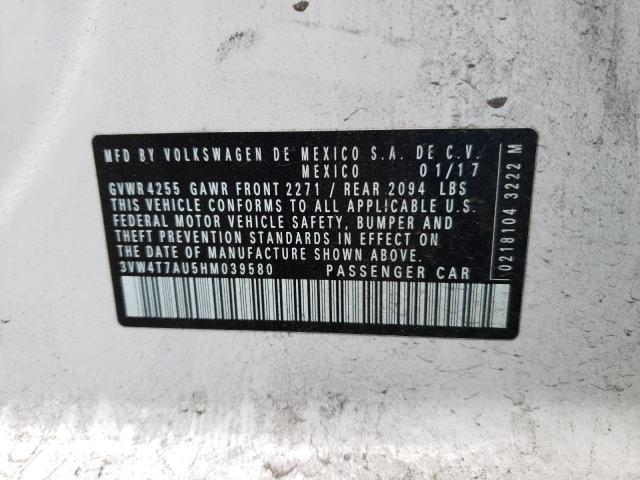 MFD BY VOLKSWAGEN DE MEXICO S.A. DE C.V.
MEXICO 01/17
GVWR 4255 GAWR FRONT 2271 / REAR 2094 LBS
THIS VEHICLE CONFORMS TO ALL APPLICABLE U.S.
FEDERAL MOTOR VEHICLE SAFETY, BUMPER AND
THEFT PREVENTION STANDARDS IN EFFECT ON
THE DATE OF MANUFACTURE SHOWN ABOVE.
3VW4T7AU5HM039580 PASSENGER CAR
0218104 3222 M